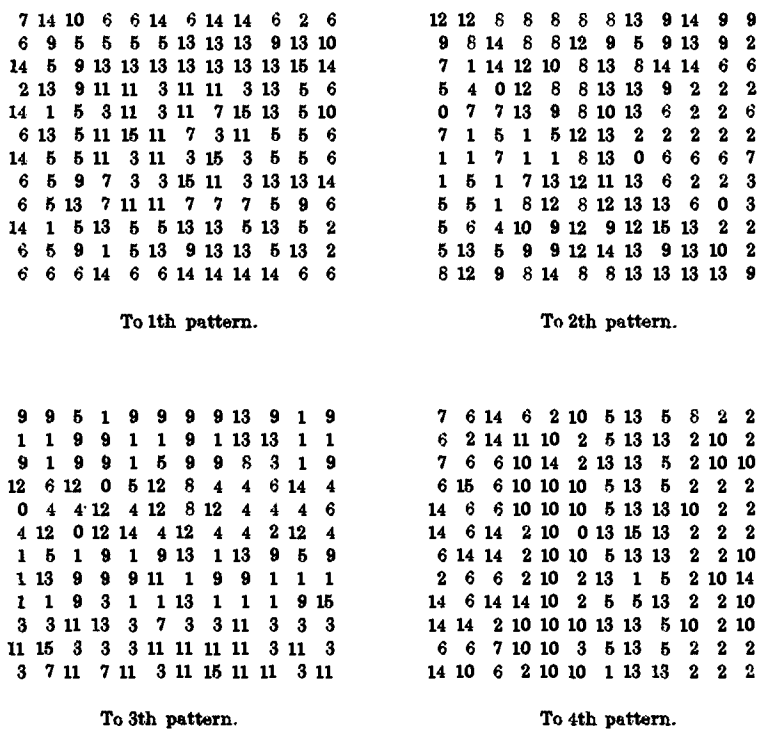 7 14 10 6 6 14 6 14 14 6 2 6
6 9 5 5 5 5 13 13 13 9 13 10
14 5 9 13 13 13 13 13 13 13 15 14
2 13 9 11 11 3 11 11 3 13 5 6
14 1 5 3 11 3 11 7 15 13 5 10
6 13 5 11 15 11 7 3 11 5 5 6
14 5 5 11 3 11 3 15 3 5 5 6
6 5 9 7 3 3 15 11 3 13 13 14
6 5 13 7 11 11 7 7 7 5 9 6
14 1 5 13 5 5 13 13 5 13 5 2
6 5 9 1 5 13 9 13 13 5 13 2
6 6 6 14 6 6 14 14 14 14 6 6
To 1th pattern.
12 12 8 8 8 8 8 13 9 14 9 9
9 8 14 8 8 12 9 5 9 13 9 2
7 1 14 12 10 8 13 8 14 14 6 6
5 4 0 12 8 8 13 13 9 2 2 2
0 7 7 13 9 8 10 13 6 2 2 6
7 1 5 1 5 12 13 2 2 2 2 2
1 1 7 1 1 8 13 0 6 6 6 7
1 5 1 7 13 12 11 13 6 2 2 3
5 5 1 8 12 8 12 13 13 6 0 3
5 6 4 10 9 12 9 12 15 13 2 2
5 13 5 9 9 12 14 13 9 13 10 2
8 12 9 8 14 8 8 13 13 13 13 9
To 2th pattern.
9 9 5 1 9 9 9 9 13 9 1 9
1 1 9 9 1 1 9 1 13 13 1 1
9 1 9 9 1 5 9 9 8 3 1 9
12 6 12 0 5 12 8 4 4 6 14 4
0 4 4 12 4 12 8 12 4 4 4 6
4 12 0 12 14 4 12 4 4 2 12 4
1 5 1 9 1 9 13 1 13 9 5 9
1 13 9 9 9 11 1 9 9 1 1 1
1 1 9 3 1 1 13 1 1 1 9 15
3 3 11 13 3 7 3 3 11 3 3 3
11 15 3 3 3 11 11 11 11 3 11 3
3 7 11 7 11 3 11 15 11 11 3 11
To 3th pattern.
7 6 14 6 2 10 5 13 5 8 2 2
6 2 14 11 10 2 5 13 13 2 10 2
7 6 6 10 14 2 13 13 5 2 10 10
6 15 6 10 10 10 5 13 5 2 2 2
14 6 6 10 10 10 5 13 13 10 2 2
14 6 14 2 10 0 13 15 13 2 2 2
6 14 14 2 10 10 5 13 13 2 2 10
2 6 6 2 10 2 13 1 5 2 10 14
14 6 14 14 10 2 5 5 13 2 2 10
14 14 2 10 10 10 13 13 5 10 2 10
6 6 7 10 10 3 5 13 5 2 2 2
14 10 6 2 10 10 1 13 13 2 2 2
To 4th pattern.